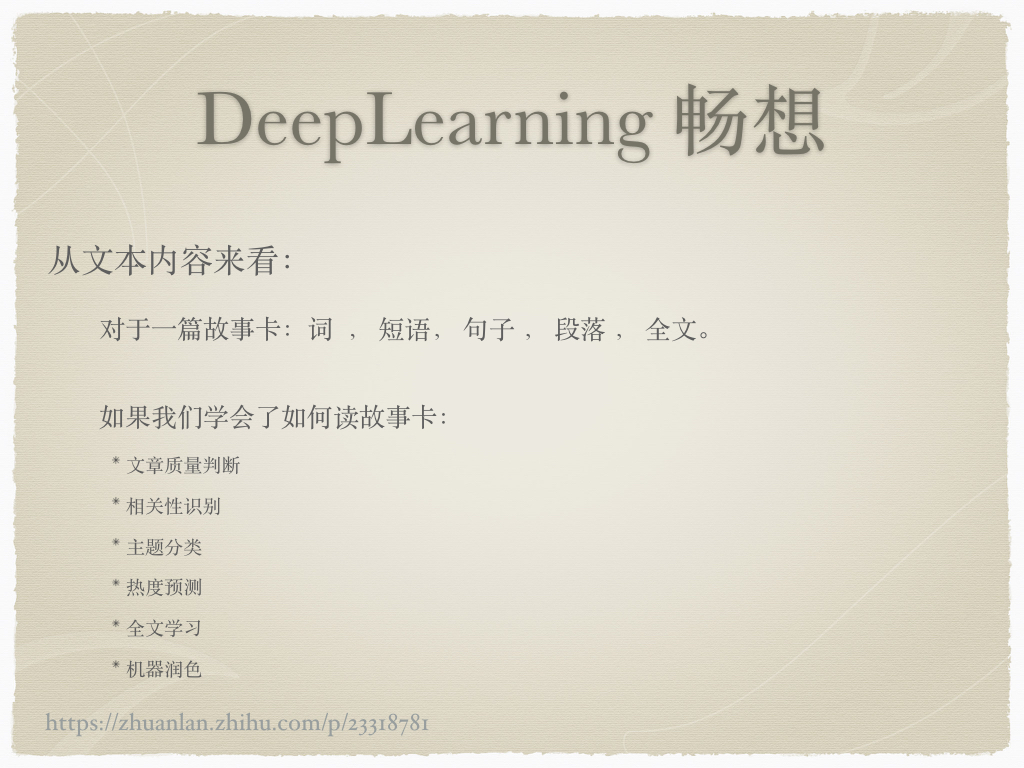 DeepLearning 畅想
从文本内容来看：
对于一篇故事卡：词 ， 短语， 句子 ， 段落 ， 全文。
如果我们学会了如何读故事卡：
* 文章质量判断
* 相关性识别
* 主题分类
* 热度预测
* 全文学习
* 机器润色
https://zhuanlan.zhihu.com/p/23318781